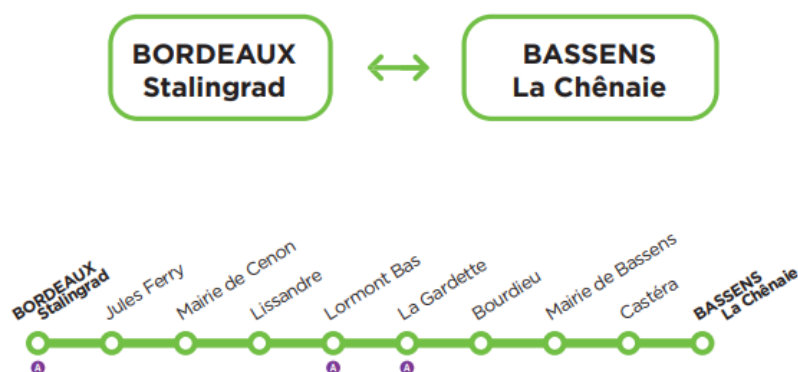 BORDEAUX
Stalingrad
BASSENS
La Chênaie
BORDEAUX
Stalingrad
Jules Ferry
Mairie de Cenon
Lissandre
Lormont Bas
La Gardette
Bourdieu
Mairie de Bassens
Castéra
BASSENS
La Chênaie
A
A
A